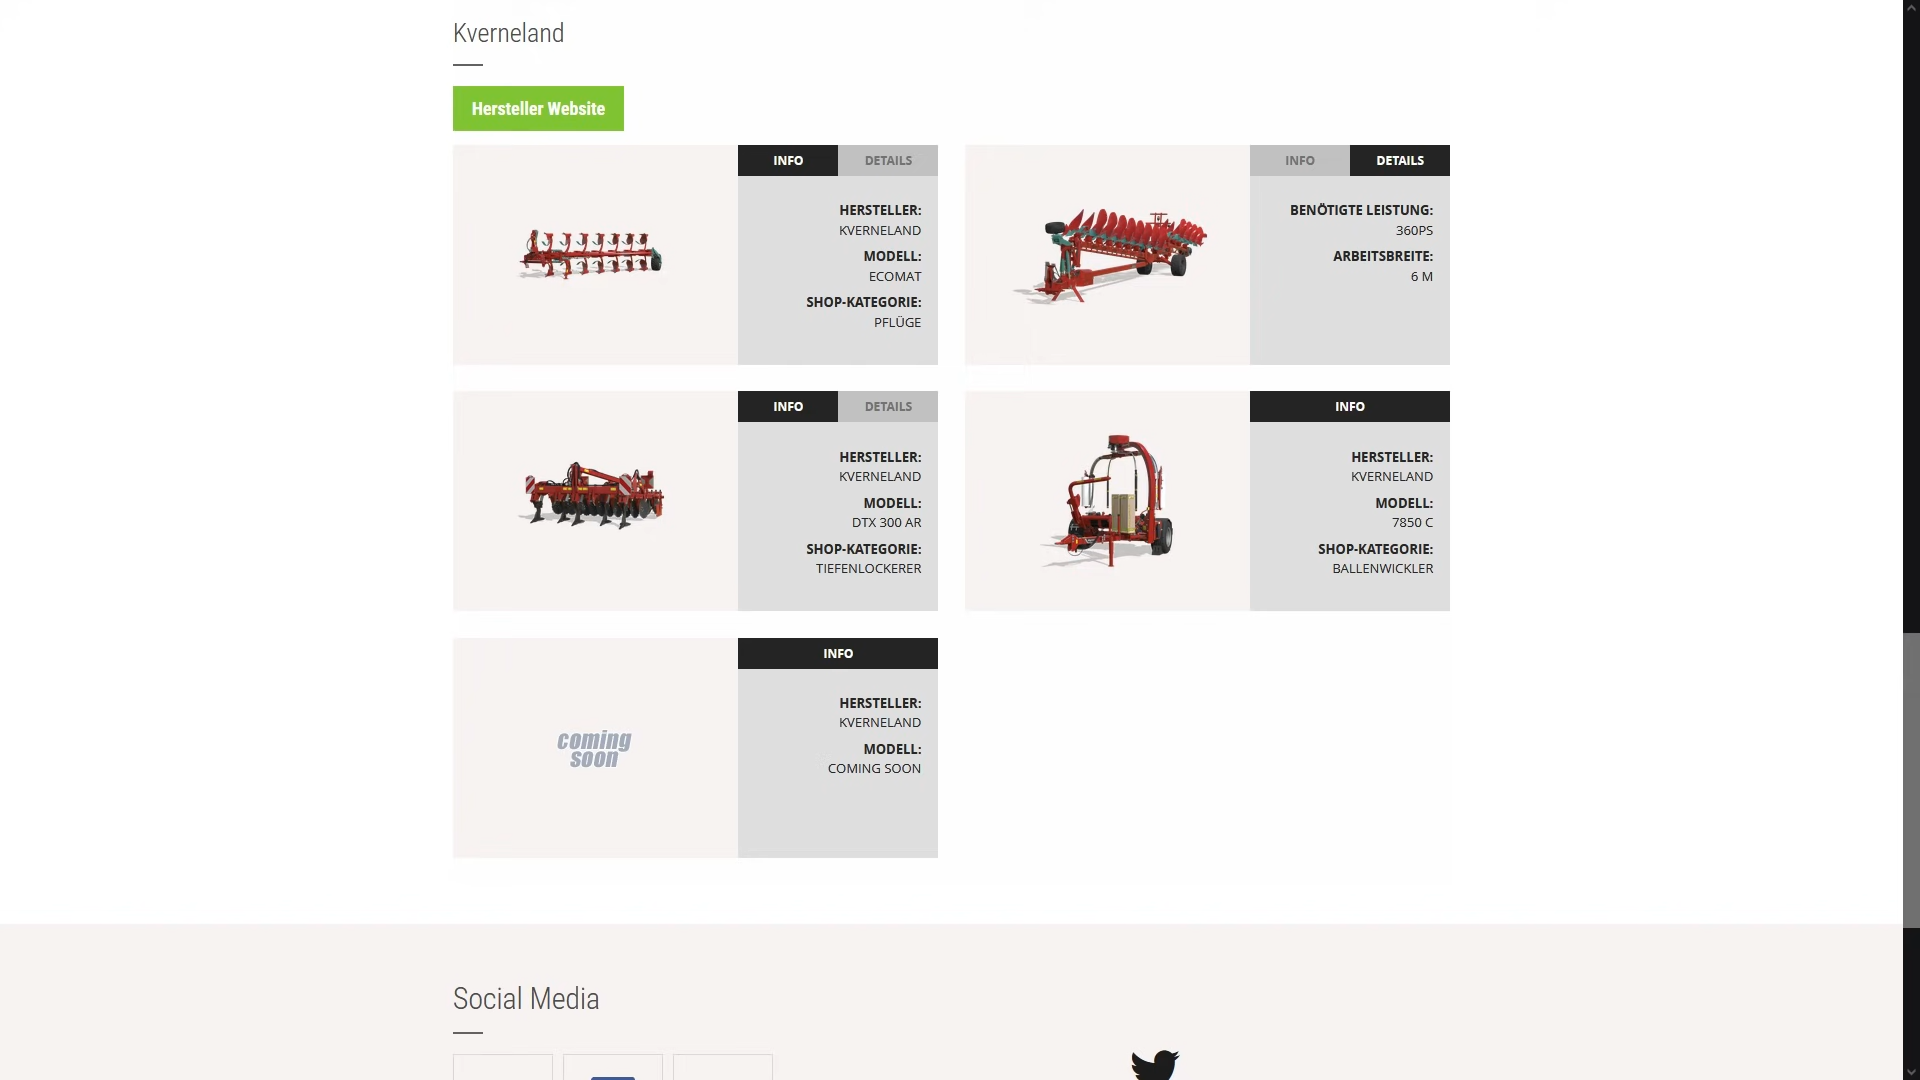 Kverneland
Hersteller Website
INFO
DETAILS
HERSTELLER:
KVERNELAND
MODELL:
ECOMAT
SHOP-KATEGORIE:
PFLÜGE
INFO
DETAILS
BENÖTIGTE LEISTUNG:
360PS
ARBEITSBREITE:
6 M
INFO
DETAILS
HERSTELLER:
KVERNELAND
MODELL:
DTX 300 AR
SHOP-KATEGORIE:
TIEFENLOCKERER
INFO
HERSTELLER:
KVERNELAND
MODELL:
7850 C
SHOP-KATEGORIE:
BALLENWICKLER
coming
soon
INFO
HERSTELLER:
KVERNELAND
MODELL:
COMING SOON
Social Media